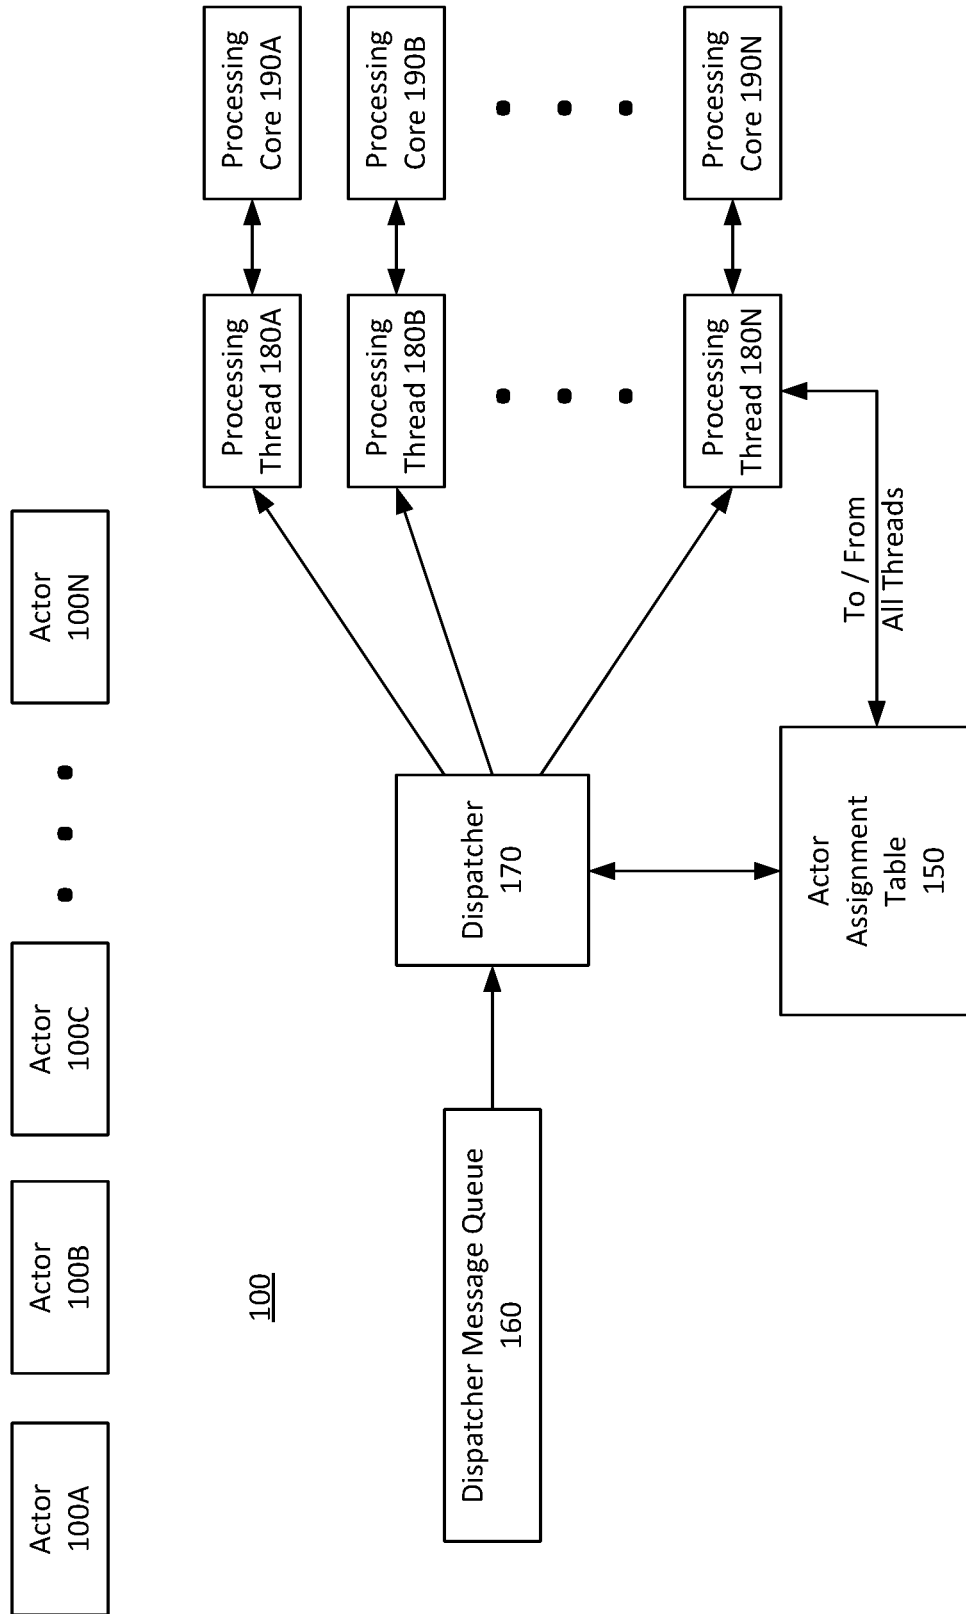 Actor
100A
Actor
100B
Actor
100C
Actor
100N
100
Dispatcher Message Queue
160
Dispatcher
170
Actor
Assignment
Table
150
To / From
All Threads
Processing
Thread 180A
Processing
Thread 180B
Processing
Thread 180N
Processing
Core 190A
Processing
Core 190B
Processing
Core 190N